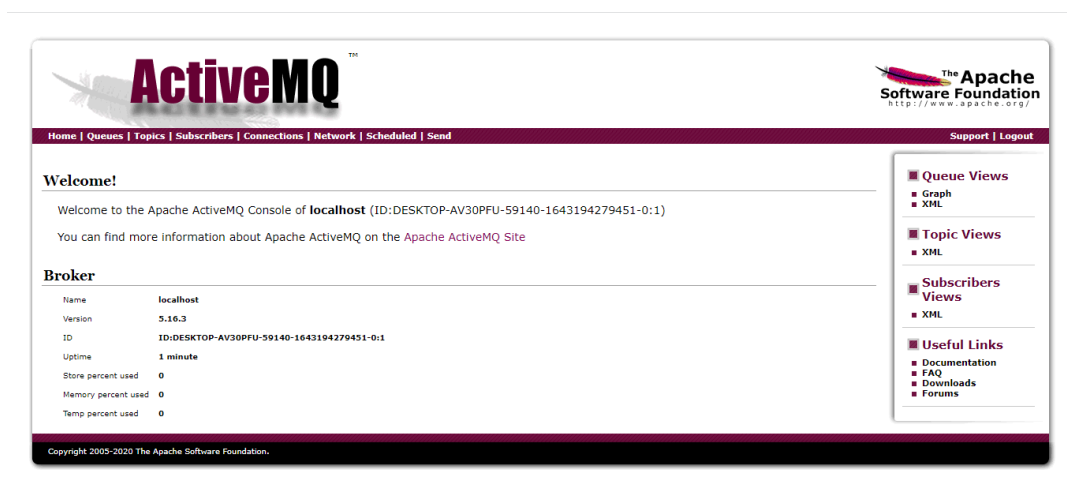 ActiveMQ™
The Apache
Software Foundation
http://www.apache.org/
Home | Queues | Topics | Subscribers | Connections | Network | Scheduled | Send
Support | Logout
Welcome!
Welcome to the Apache ActiveMQ Console of localhost (ID:DESKTOP-AV30PFU-59140-1643194279451-0:1)
You can find more information about Apache ActiveMQ on the Apache ActiveMQ Site
Broker
Name localhost
Version 5.16.3
ID ID:DESKTOP-AV30PFU-59140-1643194279451-0:1
Uptime 1 minute
Store percent used 0
Memory percent used 0
Temp percent used 0
Queue Views
Graph
XML
Topic Views
XML
Subscribers
Views
XML
Useful Links
Documentation
FAQ
Downloads
Forums
Copyright 2005-2020 The Apache Software Foundation.